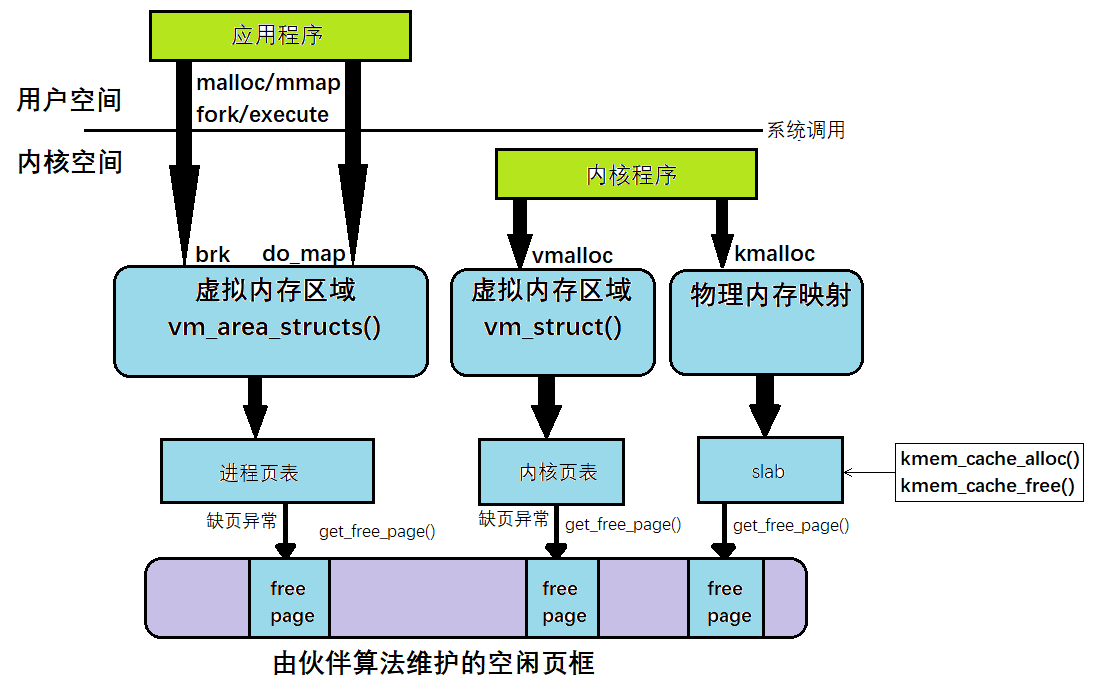 应用程序
malloc/mmap
fork/execute
用户空间
系统调用
内核空间
内核程序
brk
do_map
vmalloc
kmalloc
虚拟内存区域
vm_area_structs()
虚拟内存区域
vm_struct()
物理内存映射
进程页表
内核页表
slab
kmem_cache_alloc()
kmem_cache_free()
缺页异常
get_free_page()
缺页异常
get_free_page()
get_free_page()
free
page
free
page
free
page
由伙伴算法维护的空闲页框